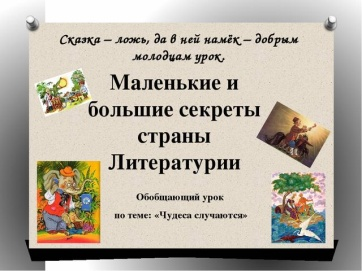 Сказка – ложь, да в ней намёк – добрым
молодцам урок.
Маленькие и
большие секреты
страны
Литературии
Обобщающий урок
по теме: «Чудеса случаются»